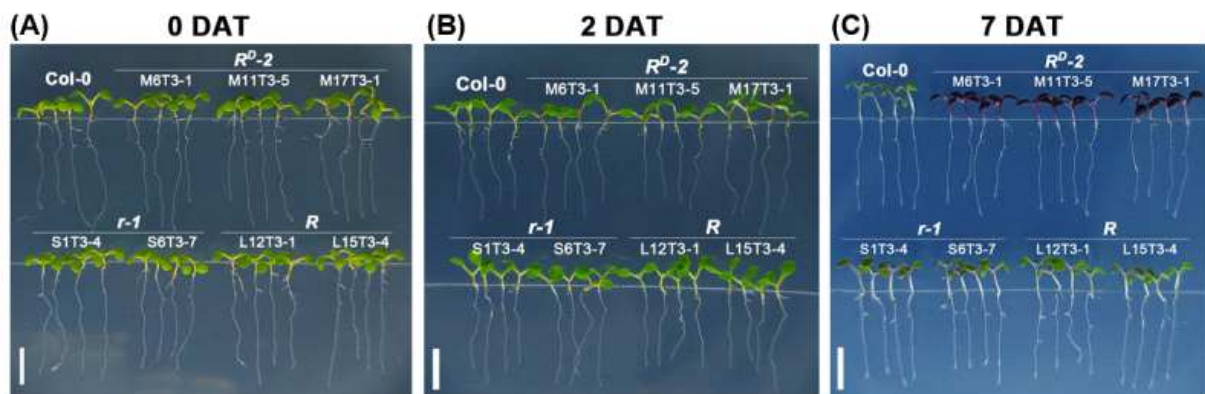 (A) 0 DAT
R^D-2
Col-0 M6T3-1 M11T3-5 M17T3-1
r-1 R
S1T3-4 S6T3-7 L12T3-1 L15T3-4
(B) 2 DAT
R^D-2
Col-0 M6T3-1 M11T3-5 M17T3-1
r-1 R
S1T3-4 S6T3-7 L12T3-1 L15T3-4
(C) 7 DAT
Col-0 R^D-2
M6T3-1 M11T3-5 M17T3-1
r-1 R
S1T3-4 S6T3-7 L12T3-1 L15T3-4